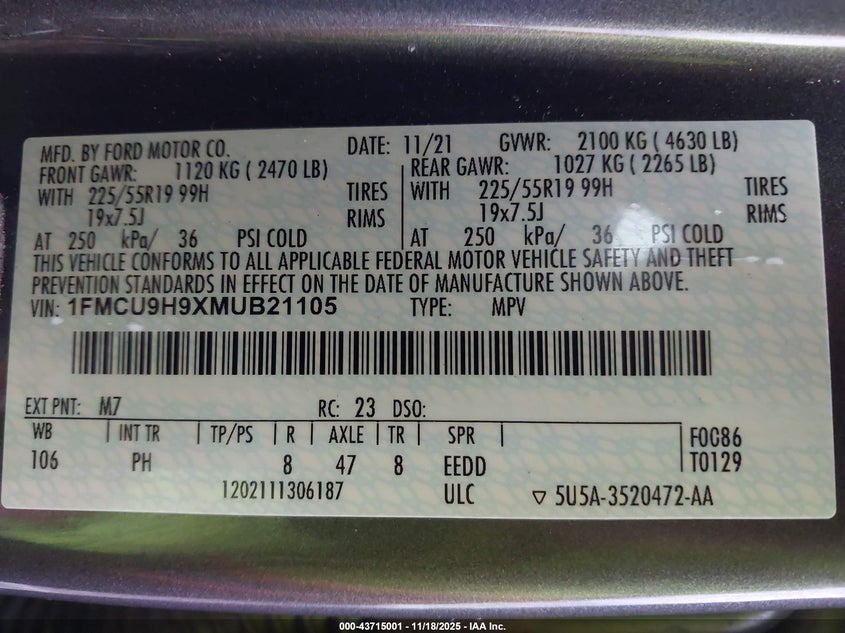 MFD. BY FORD MOTOR CO. DATE: 11/21 GVWR: 2100 KG ( 4630 LB)
FRONT GAWR: 1120 KG ( 2470 LB) REAR GAWR: 1027 KG ( 2265 LB)
WITH 225/55R19 99H TIRES WITH 225/55R19 99H TIRES
19x7.5J RIMS 19x7.5J RIMS
AT 250 kPa/ 36 PSI COLD AT 250 kPa/ 36 PSI COLD
THIS VEHICLE CONFORMS TO ALL APPLICABLE FEDERAL MOTOR VEHICLE SAFETY AND THEFT
PREVENTION STANDARDS IN EFFECT ON THE DATE OF MANUFACTURE SHOWN ABOVE.
VIN: 1FMCU9H9XMUB21105 TYPE: MPV
EXT PNT: M7 RC: 23 DSO:
WB INT TR TP/PS R AXLE TR SPR F0C86
106 PH 8 47 8 EEDD T0129
1202111306187 ULC ▽ 5U5A-3520472-AA
000-43715001 - 11/18/2025 - IAA Inc.